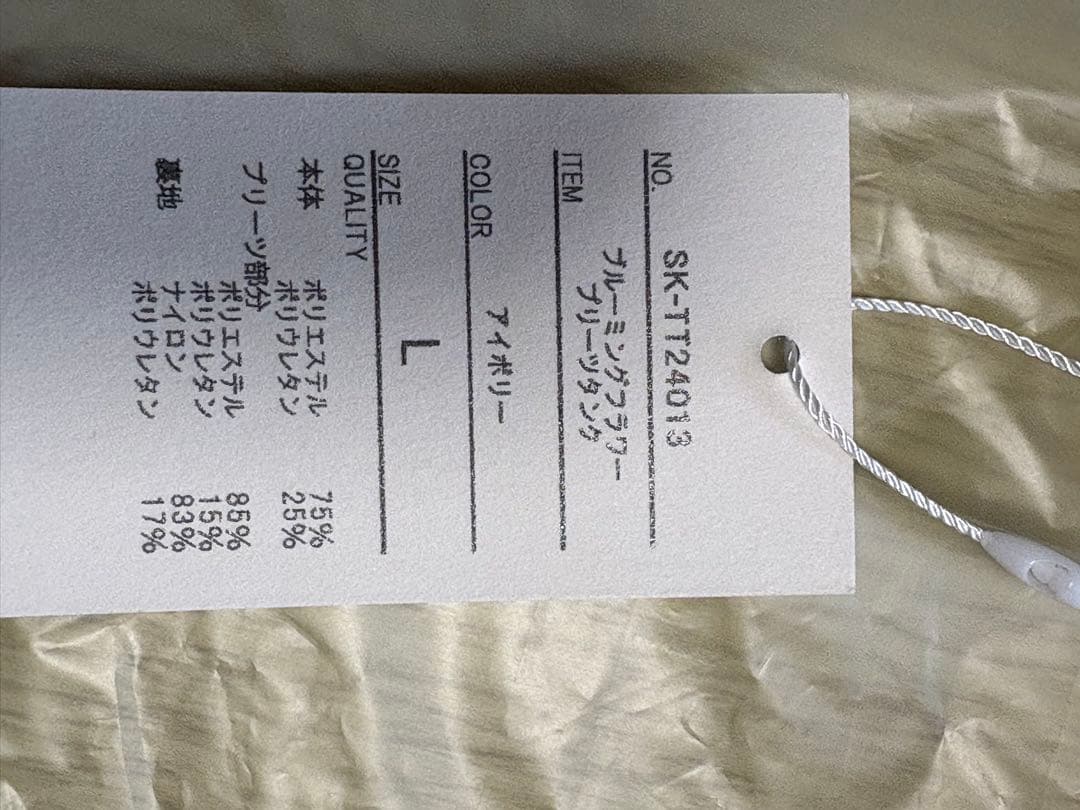 NO. SK-TT24013
ITEM ブルーミングフラワー
プリーツタンク
COLOR アイボリー
SIZE L
QUALITY
本体 ポリエステル 75%
ポリウレタン 25%
プリーツ部分
ポリエステル 85%
ポリウレタン 15%
裏地 ナイロン 83%
ポリウレタン 17%